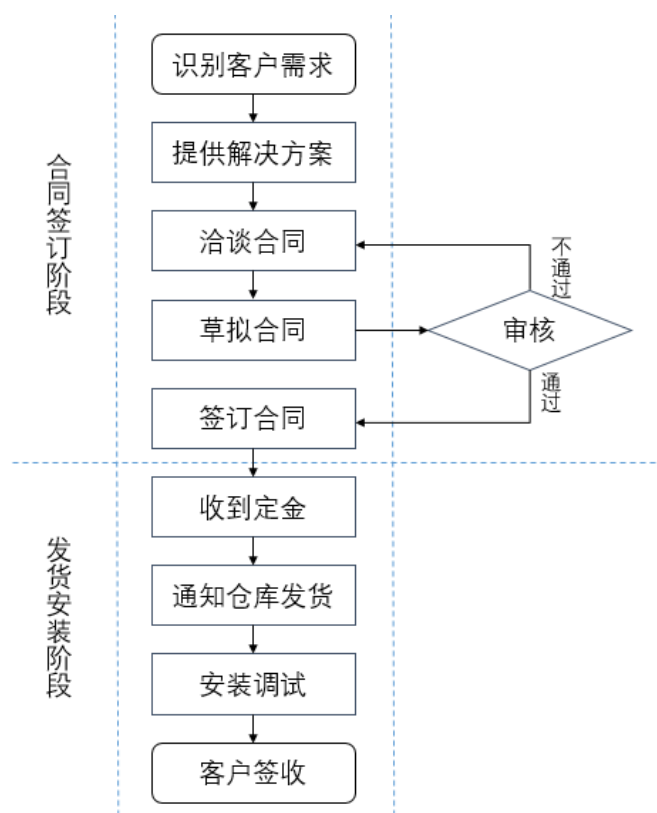 识别客户需求
提供解决方案
合同签订阶段
洽谈合同
不通过
草拟合同
审核
通过
签订合同
收到定金
发货安装阶段
通知仓库发货
安装调试
客户签收